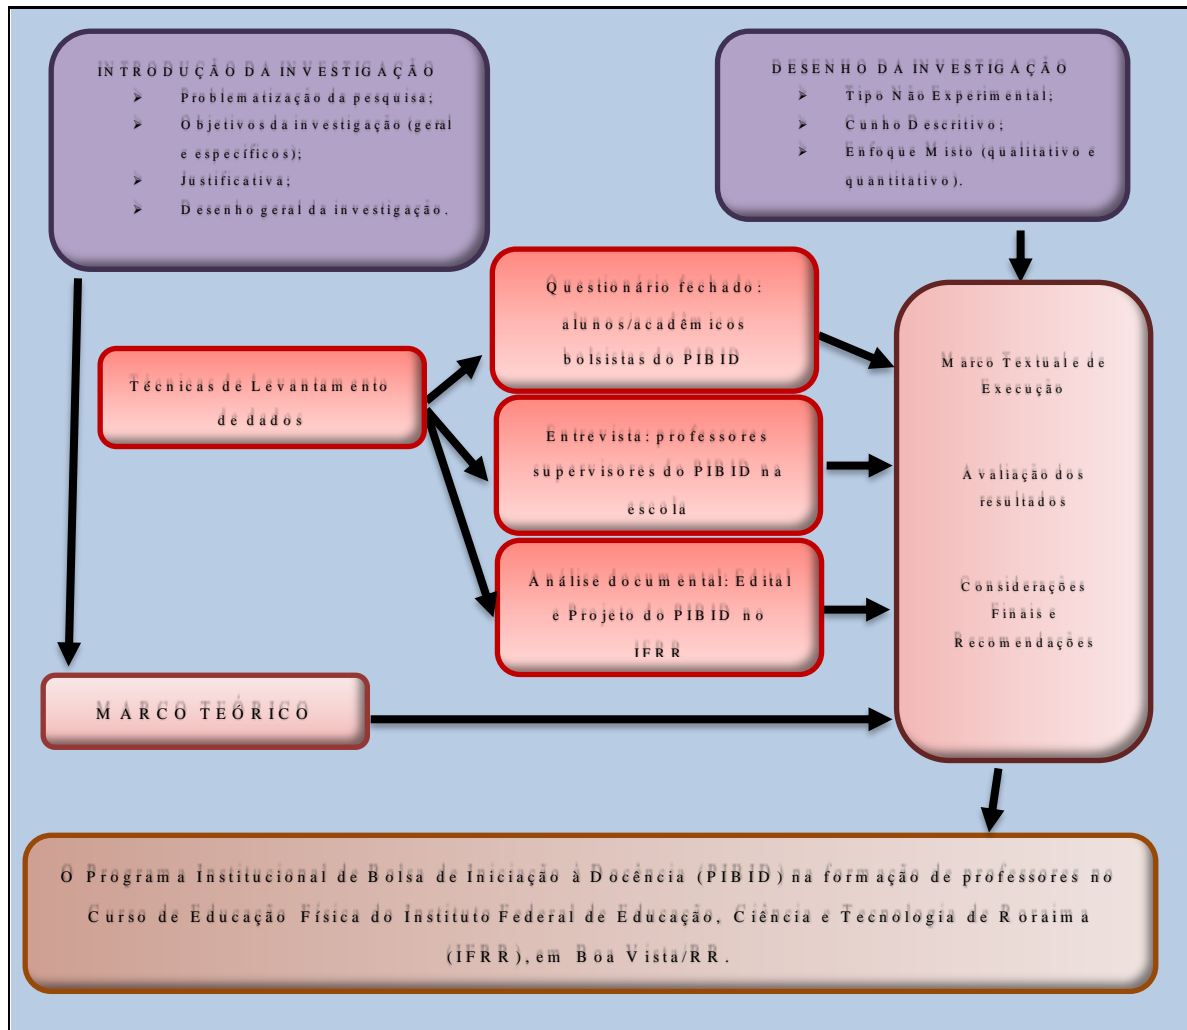 INTRODUÇÃO DA INVESTIGAÇÃO
➢ Problematização da pesquisa;
➢ Objetivos da investigação (geral
e específicos);
➢ Justificativa;
➢ Desenho geral da investigação.
DESENHO DA INVESTIGAÇÃO
➢ Tipo Não Experimental;
➢ Cunho Descritivo;
➢ Enfoque Misto (qualitativo e
quantitativo).
Técnicas de Levantamento
de dados
Questionário fechado:
alunos/acadêmicos
bolsistas do PIBID
Entrevista: professores
supervisores do PIBID na
escola
Análise documental: Edital
e Projeto do PIBID no
IFRR
Marco Textual e de
Execução
Avaliação dos
resultados
Considerações
Finais e
Recomendações
MARCO TEÓRICO
O Programa Institucional de Bolsa de Iniciação à Docência (PIBID) na formação de professores no
Curso de Educação Física do Instituto Federal de Educação, Ciência e Tecnologia de Roraima
(IFRR), em Boa Vista/RR.